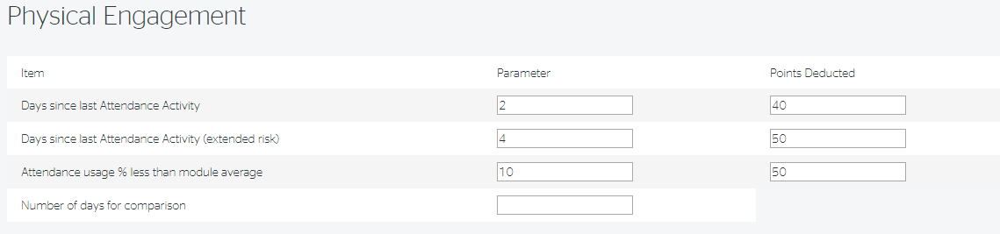 Physical Engagement
Item Parameter Points Deducted
Days since last Attendance Activity 2 40
Days since last Attendance Activity (extended risk) 4 50
Attendance usage % less than module average 10 50
Number of days for comparison